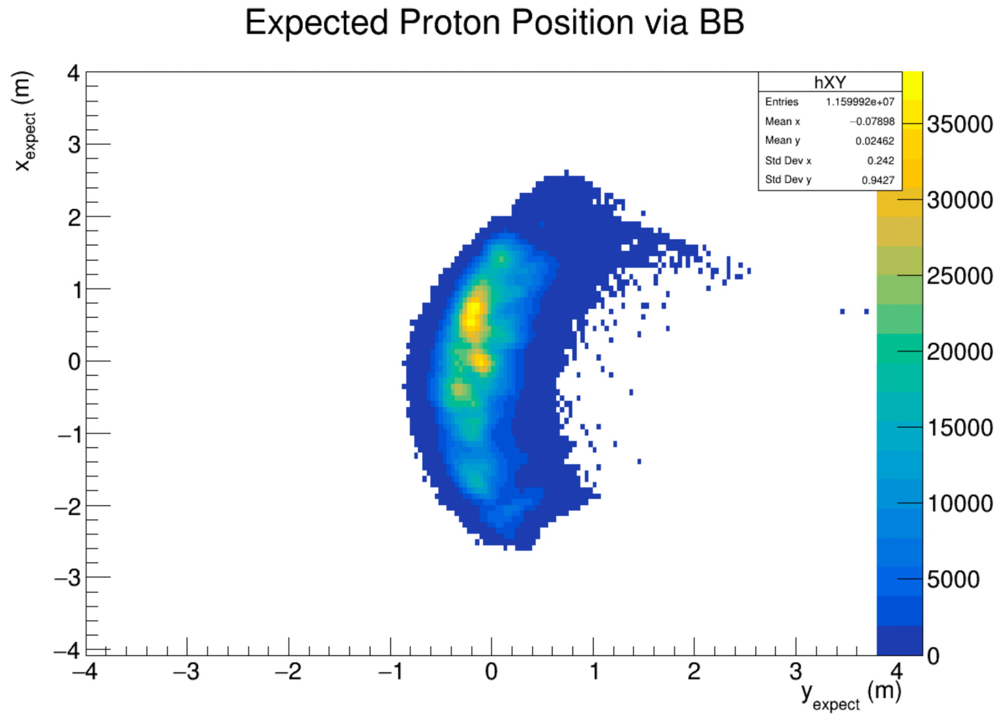 Expected Proton Position via BB
x_expect (m)
4
3
2
1
0
−1
−2
−3
−4
−4 −3 −2 −1 0 1 2 3 4
y_expect (m)
hXY
Entries 1.159992e+07
Mean x −0.07898
Mean y 0.02462
Std Dev x 0.242
Std Dev y 0.9427
35000
30000
25000
20000
15000
10000
5000
0